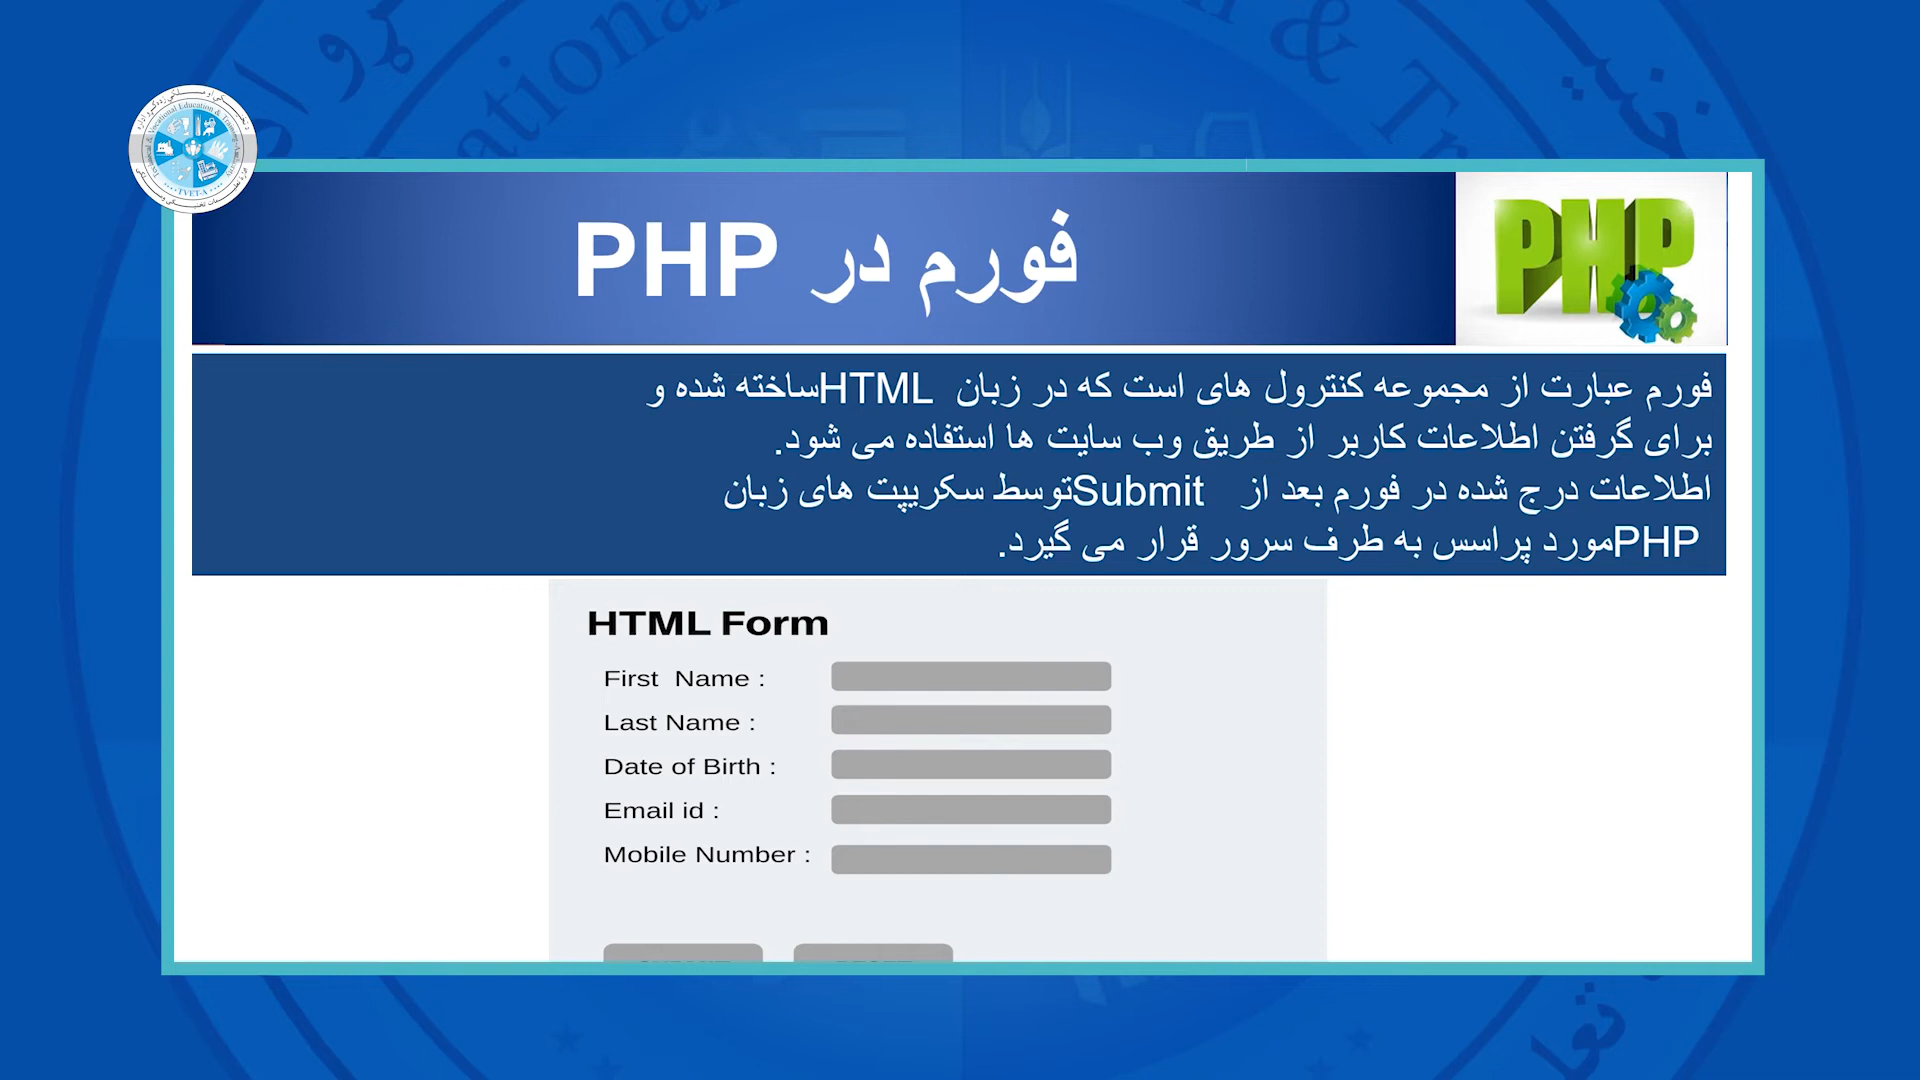 فورم در PHP
PHP
فورم عبارت از مجموعه کنترول های است که در زبان HTMLساخته شده و
برای گرفتن اطلاعات کاربر از طریق وب سایت ها استفاده می شود.
اطلاعات درج شده در فورم بعد از Submitتوسط سکریپت های زبان
PHPمورد پراسس به طرف سرور قرار می گیرد.
HTML Form
First Name :
Last Name :
Date of Birth :
Email id :
Mobile Number :